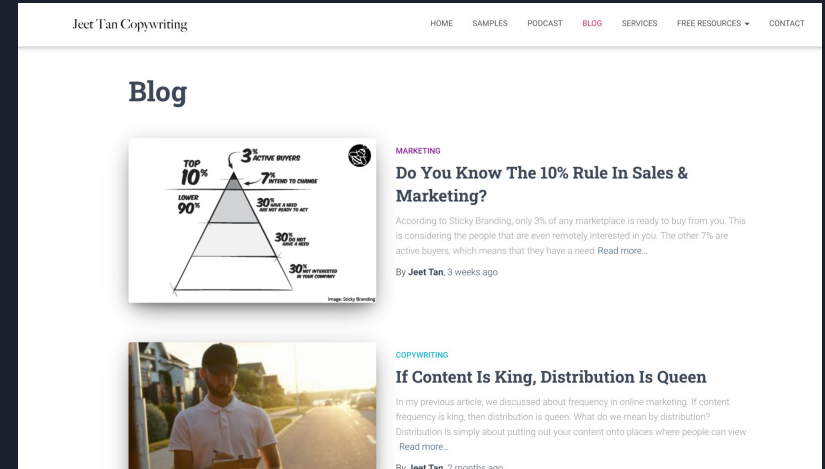 Jeet Tan Copywriting
HOME SAMPLES PODCAST BLOG SERVICES FREE RESOURCES CONTACT
Blog
TOP
10%
LOWER
90%
3% ACTIVE BUYERS
7% INTEND TO CHANGE
30% HAVE A NEED
ARE NOT READY TO ACT
30% DO NOT
HAVE A NEED
30% NOT INTERESTED
IN YOUR COMPANY
Image: Sticky Branding
MARKETING
Do You Know The 10% Rule In Sales &
Marketing?
According to Sticky Branding, only 3% of any marketplace is ready to buy from you. This
is considering the people that are even remotely interested in you. The other 7% are
active buyers, which means that they have a need Read more…
By Jeet Tan, 3 weeks ago
COPYWRITING
If Content Is King, Distribution Is Queen
In my previous article, we discussed about frequency in online marketing. If content
frequency is king, then distribution is queen. What do we mean by distribution?
Distribution is simply about putting out your content onto places where people can view
Read more…
By Jeet Tan, 2 months ago